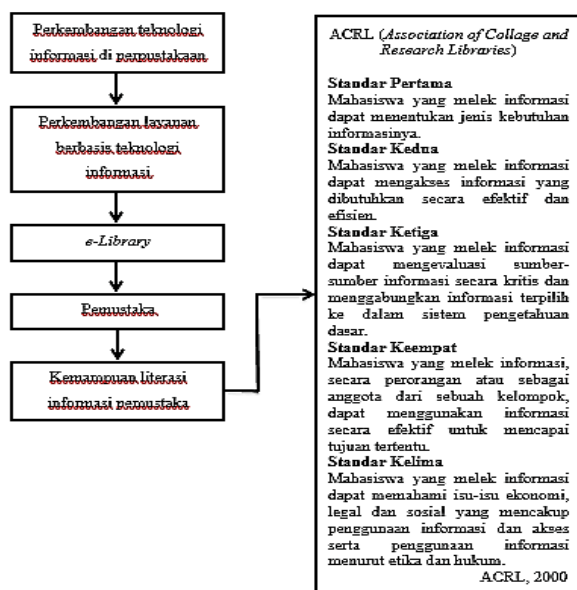 Perkembangan teknologi
informasi di perpustakaan
Perkembangan layanan
berbasis teknologi
informasi
e-Library
Pemustaka
Kemampuan literasi
informasi pemustaka
ACRL (Association of Collage and
Research Libraries)
Standar Pertama
Mahasiswa yang melek informasi
dapat menentukan jenis kebutuhan
informasinya.
Standar Kedua
Mahasiswa yang melek informasi
dapat mengakses informasi yang
dibutuhkan secara efektif dan
efisien.
Standar Ketiga
Mahasiswa yang melek informasi
dapat mengevaluasi sumber-
sumber informasi secara kritis dan
menggabungkan informasi terpilih
ke dalam sistem pengetahuan
dasar.
Standar Keempat
Mahasiswa yang melek informasi,
secara perorangan atau sebagai
anggota dari sebuah kelompok,
dapat menggunakan informasi
secara efektif untuk mencapai
tujuan tertentu.
Standar Kelima
Mahasiswa yang melek informasi
dapat memahami isu-isu ekonomi,
legal dan sosial yang mencakup
penggunaan informasi dan akses
serta penggunaan informasi
menurut etika dan hukum.
ACRL, 2000